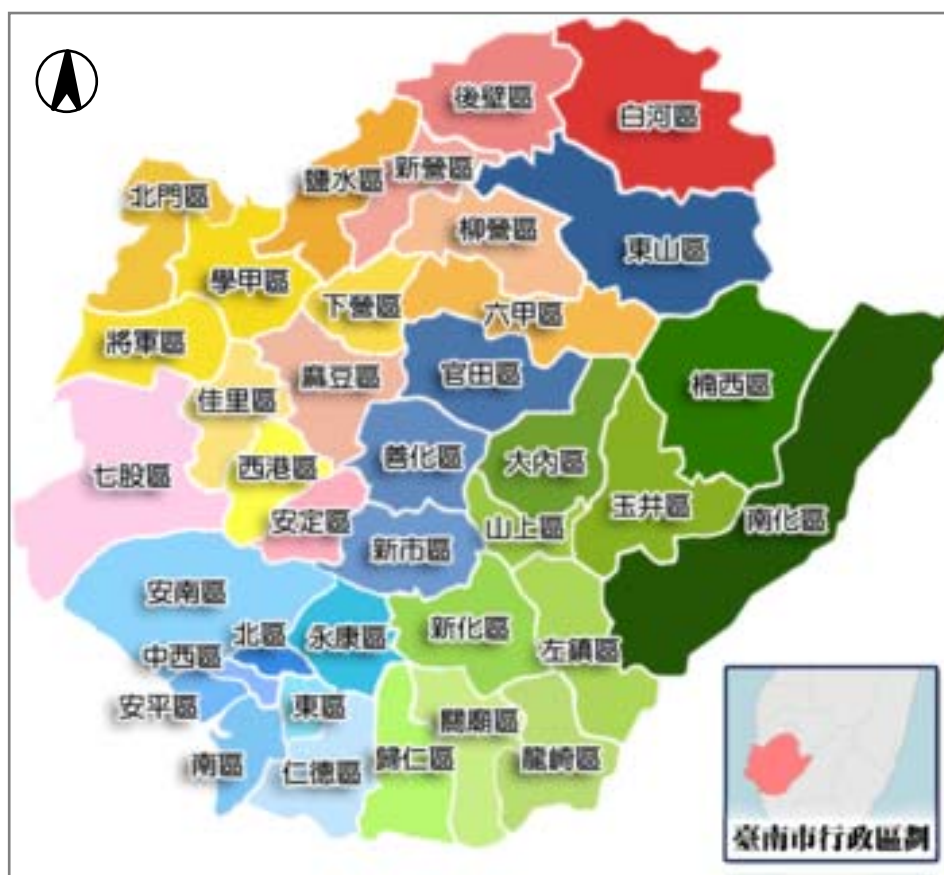 後壁區
白河區
新營區
鹽水區
北門區
柳營區
東山區
學甲區
下營區
六甲區
將軍區
麻豆區
官田區
楠西區
佳里區
善化區
大內區
七股區
西港區
玉井區
南化區
安定區
山上區
新市區
安南區
北區
永康區
新化區
左鎮區
中西區
安平區
東區
關廟區
南區
仁德區
歸仁區
龍崎區
臺南市行政區劃